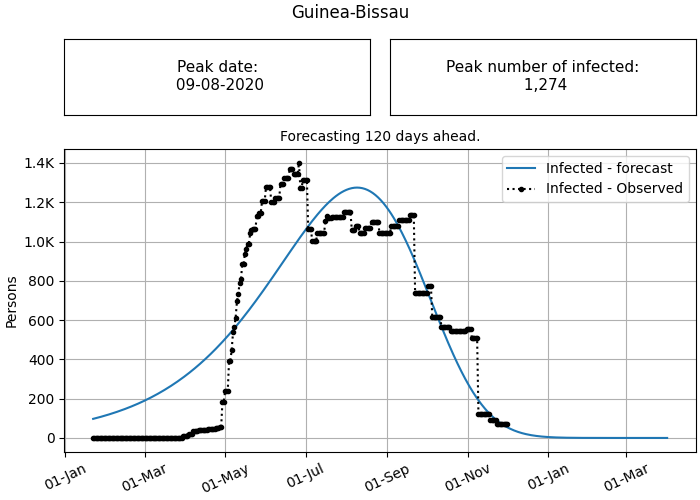 Guinea-Bissau
Peak date:
09-08-2020
Peak number of infected:
1,274
Forecasting 120 days ahead.
Infected - forecast
Infected - Observed
Persons
1.4K
1.2K
1.0K
800
600
400
200
0
01-Jan
01-Mar
01-May
01-Jul
01-Sep
01-Nov
01-Jan
01-Mar